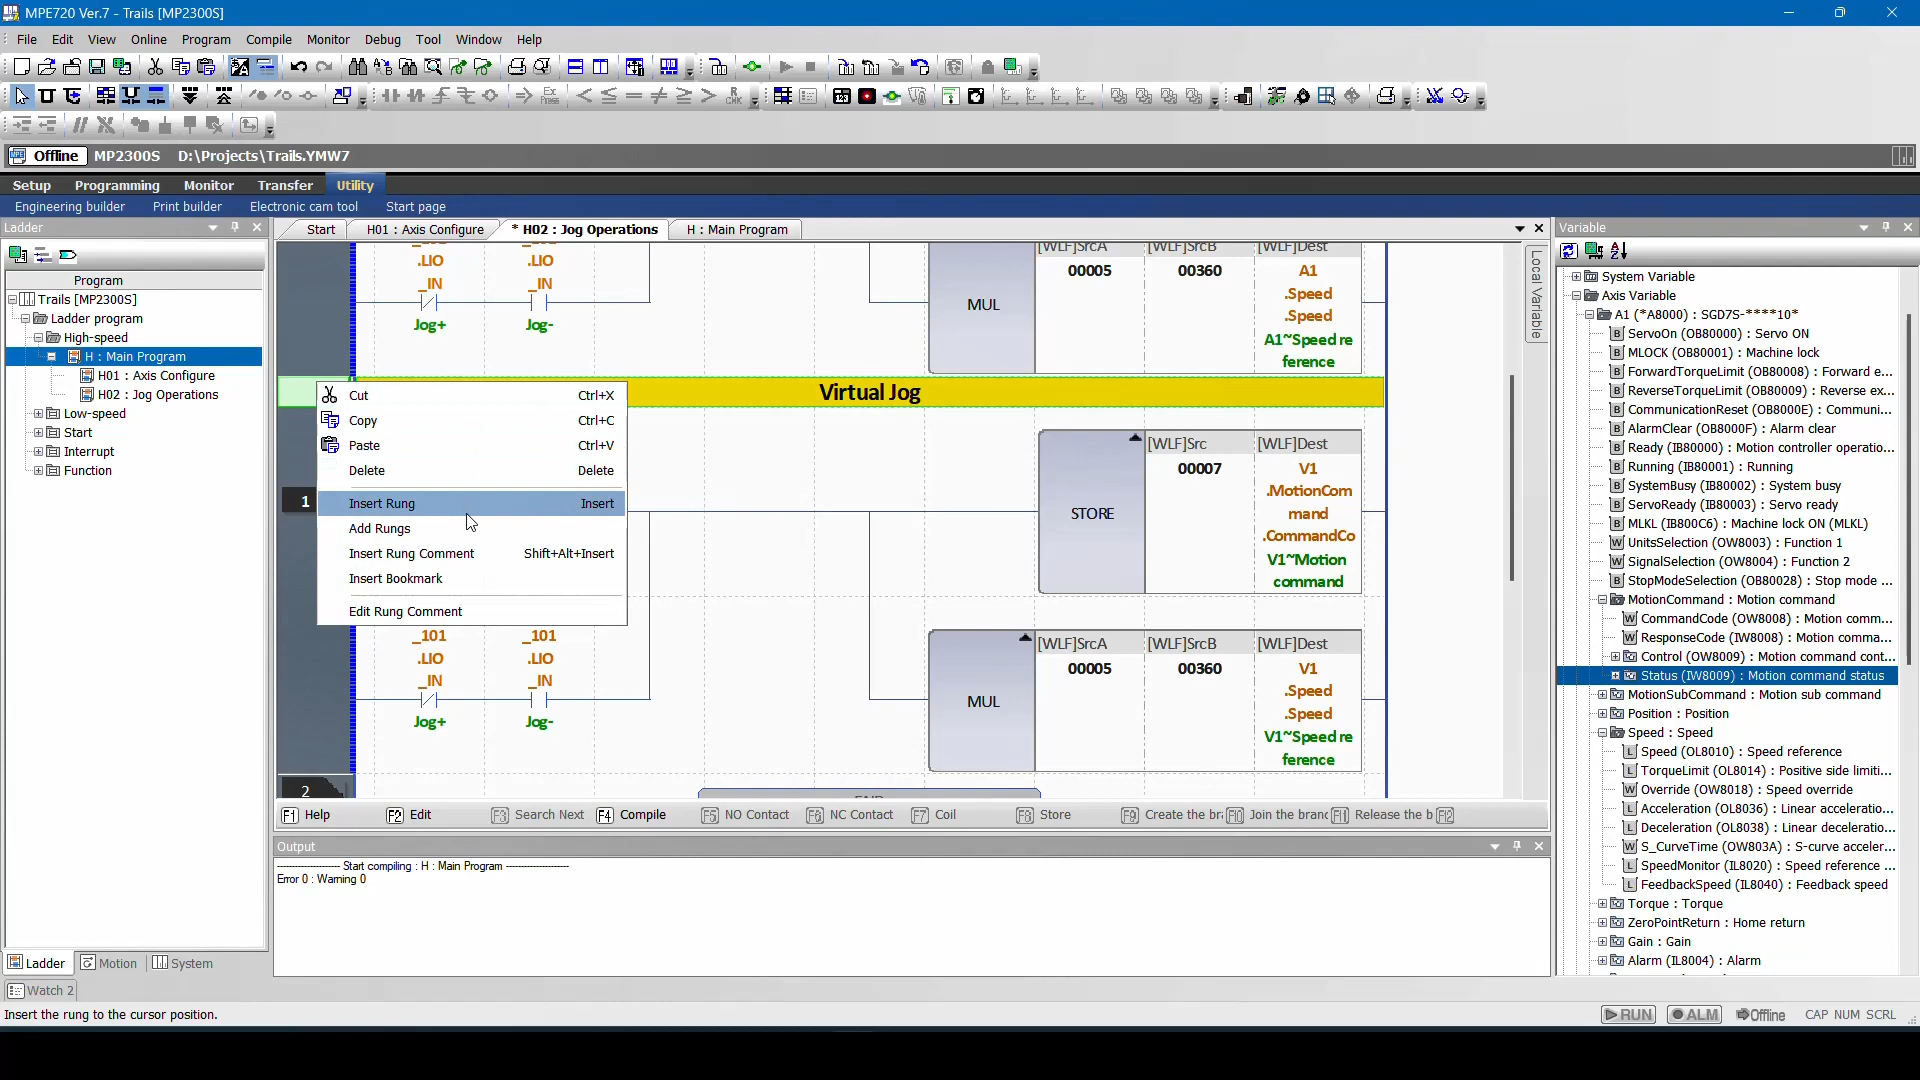 MPE720 Ver.7 - Trails [MP2300S]
File Edit View Online Program Compile Monitor Debug Tool Window Help
Offline MP2300S D:\Projects\Trails.YMW7
Setup Programming Monitor Transfer Utility
Engineering builder Print builder Electronic cam tool Start page
Ladder
Program
Trails [MP2300S]
Ladder program
High-speed
H : Main Program
H01 : Axis Configure
H02 : Jog Operations
Low-speed
Start
Interrupt
Function
Ladder Motion System
Watch 2
Start H01 : Axis Configure * H02 : Jog Operations H : Main Program
.LIO .LIO
_IN _IN
Jog+ Jog-
MUL
[WLF]SrcA [WLF]SrcB [WLF]Dest
00005 00360 A1
.Speed
.Speed
A1~Speed re
ference
Virtual Jog
Cut Ctrl+X
Copy Ctrl+C
Paste Ctrl+V
Delete Delete
Insert Rung Insert
Add Rungs
Insert Rung Comment Shift+Alt+Insert
Insert Bookmark
Edit Rung Comment
1
STORE
[WLF]Src [WLF]Dest
00007 V1
.MotionCom
mand
.CommandCo
V1~Motion
command
_101 _101
.LIO .LIO
_IN _IN
Jog+ Jog-
MUL
[WLF]SrcA [WLF]SrcB [WLF]Dest
00005 00360 V1
.Speed
.Speed
V1~Speed re
ference
2
F1 Help F2 Edit F3 Search Next F4 Compile F5 NO Contact F6 NC Contact F7 Coil F8 Store F9 Create the br F10 Join the branc F11 Release the b F12
Output
Start compiling : H : Main Program
Error 0 : Warning 0
Local Variable
Variable
System Variable
Axis Variable
A1 (*A8000) : SGD7S-****10*
ServoOn (OB80000) : Servo ON
MLOCK (OB80001) : Machine lock
ForwardTorqueLimit (OB80008) : Forward e...
ReverseTorqueLimit (OB80009) : Reverse ex...
CommunicationReset (OB8000E) : Communi...
AlarmClear (OB8000F) : Alarm clear
Ready (IB80000) : Motion controller operatio...
Running (IB80001) : Running
SystemBusy (IB80002) : System busy
ServoReady (IB80003) : Servo ready
MLKL (IB800C6) : Machine lock ON (MLKL)
UnitsSelection (OW8003) : Function 1
SignalSelection (OW8004) : Function 2
StopModeSelection (OB80028) : Stop mode ...
MotionCommand : Motion command
CommandCode (OW8008) : Motion comm...
ResponseCode (IW8008) : Motion comma...
Control (OW8009) : Motion command cont...
Status (IW8009) : Motion command status
MotionSubCommand : Motion sub command
Position : Position
Speed : Speed
Speed (OL8010) : Speed reference
TorqueLimit (OL8014) : Positive side limiti...
Override (OW8018) : Speed override
Acceleration (OL8036) : Linear acceleratio...
Deceleration (OL8038) : Linear deceleratio...
S_CurveTime (OW803A) : S-curve acceler...
SpeedMonitor (IL8020) : Speed reference ...
FeedbackSpeed (IL8040) : Feedback speed
Torque : Torque
ZeroPointReturn : Home return
Gain : Gain
Alarm (IL8004) : Alarm
Insert the rung to the cursor position.
RUN ALM Offline CAP NUM SCRL